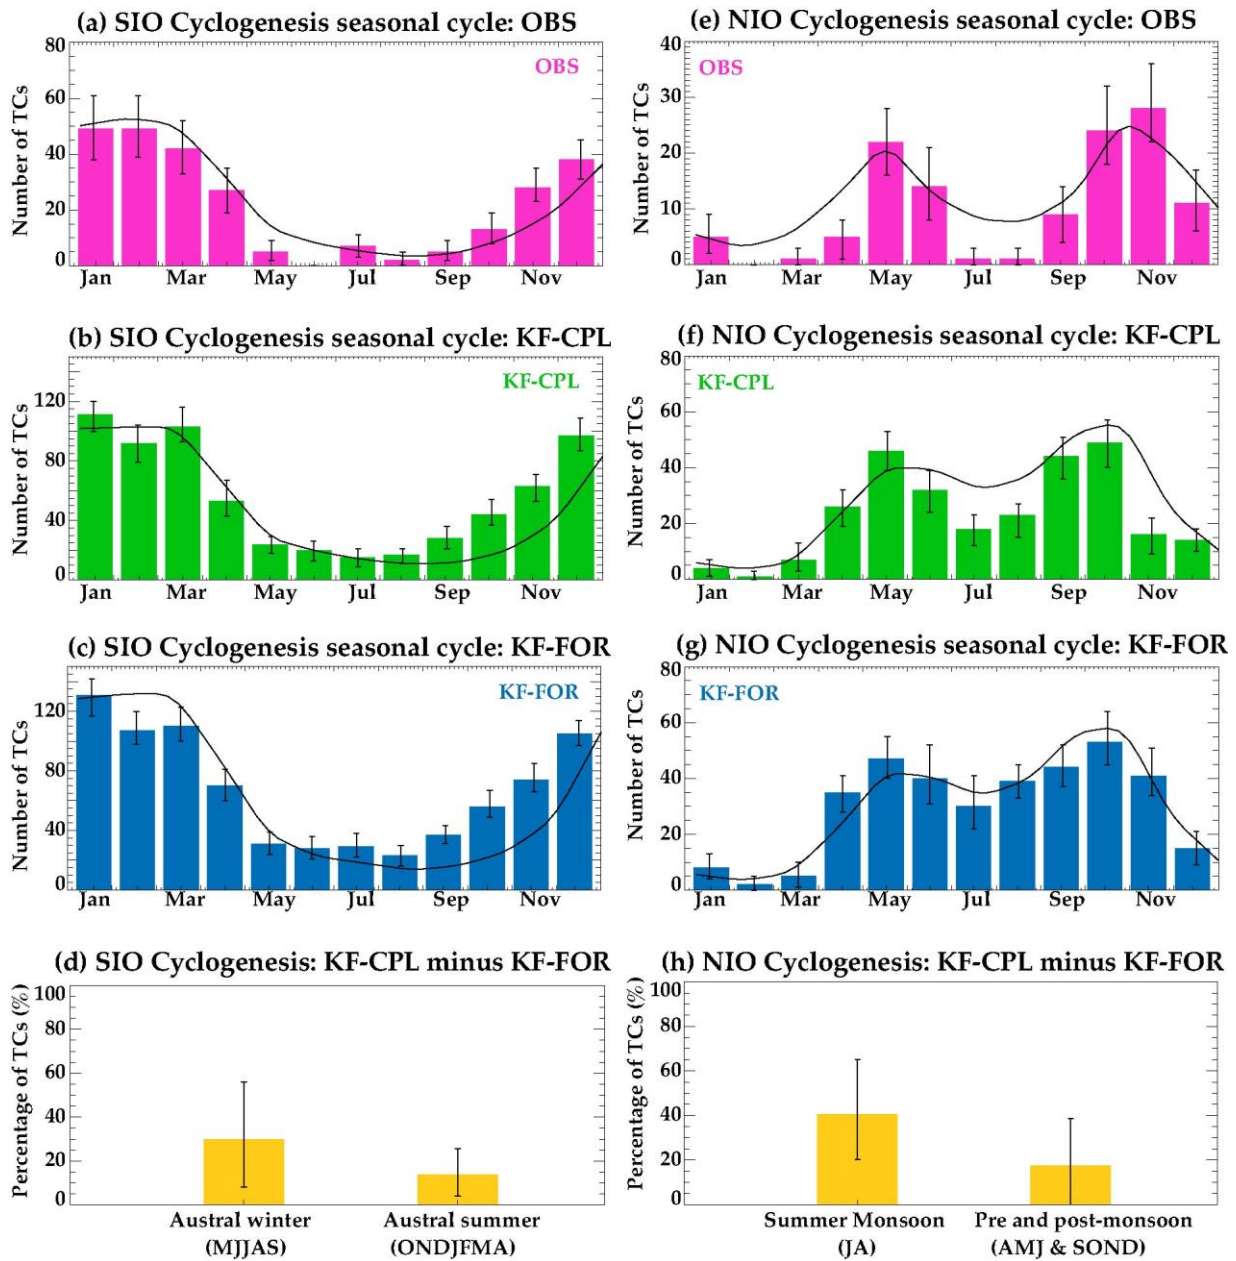 (a) SIO Cyclogenesis seasonal cycle: OBS
80
60
40
20
0
Number of TCs
OBS
Jan Mar May Jul Sep Nov
(b) SIO Cyclogenesis seasonal cycle: KF-CPL
120
80
40
0
Number of TCs
KF-CPL
Jan Mar May Jul Sep Nov
(c) SIO Cyclogenesis seasonal cycle: KF-FOR
120
80
40
0
Number of TCs
KF-FOR
Jan Mar May Jul Sep Nov
(d) SIO Cyclogenesis: KF-CPL minus KF-FOR
100
80
60
40
20
0
Percentage of TCs (%)
Austral winter
(MJJAS)
Austral summer
(ONDJFMA)
(e) NIO Cyclogenesis seasonal cycle: OBS
40
30
20
10
0
Number of TCs
OBS
Jan Mar May Jul Sep Nov
(f) NIO Cyclogenesis seasonal cycle: KF-CPL
80
60
40
20
0
Number of TCs
KF-CPL
Jan Mar May Jul Sep Nov
(g) NIO Cyclogenesis seasonal cycle: KF-FOR
80
60
40
20
0
Number of TCs
KF-FOR
Jan Mar May Jul Sep Nov
(h) NIO Cyclogenesis: KF-CPL minus KF-FOR
100
80
60
40
20
0
Percentage of TCs (%)
Summer Monsoon
(JA)
Pre and post-monsoon
(AMJ & SOND)